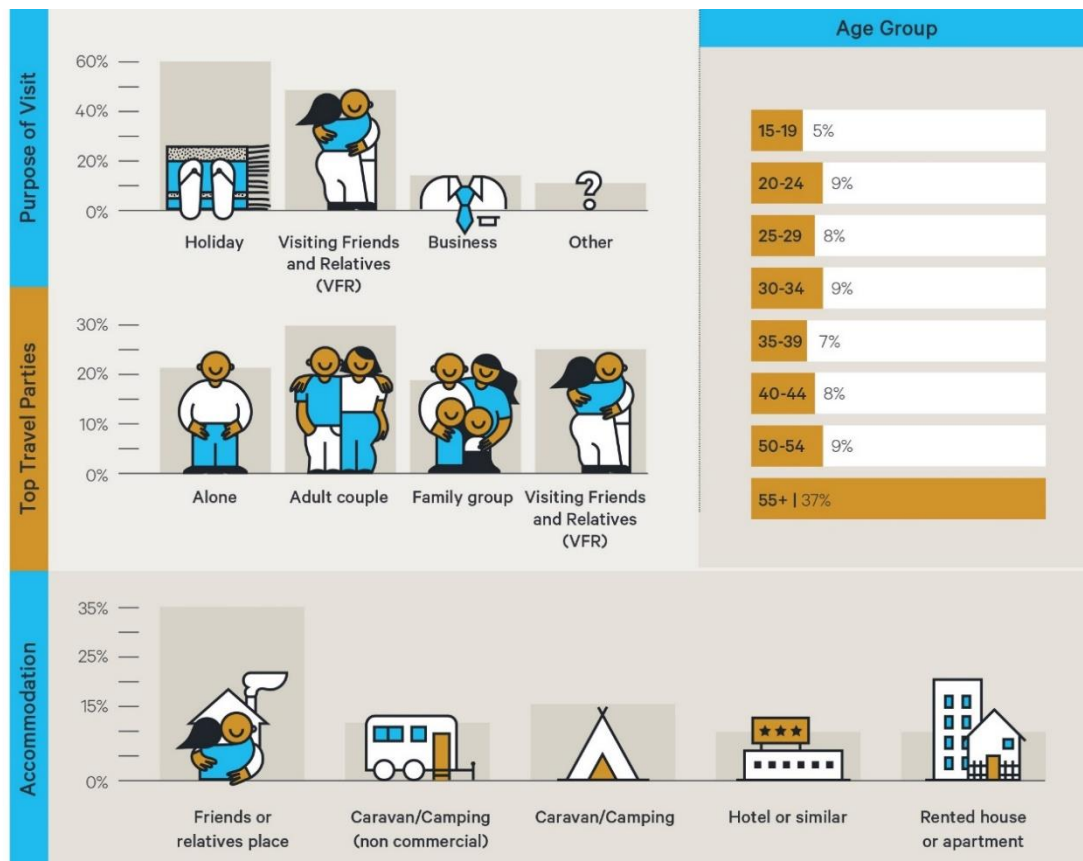 Purpose of Visit
60%
40%
20%
0%
Holiday
Visiting Friends
and Relatives
(VFR)
Business
?
Other
Top Travel Parties
30%
20%
10%
0%
Alone
Adult couple
Family group
Visiting Friends
and Relatives
(VFR)
Age Group
15-19 5%
20-24 9%
25-29 8%
30-34 9%
35-39 7%
40-44 8%
50-54 9%
55+ | 37%
Accommodation
35%
25%
15%
0%
Friends or
relatives place
Caravan/Camping
(non commercial)
Caravan/Camping
Hotel or similar
Rented house
or apartment